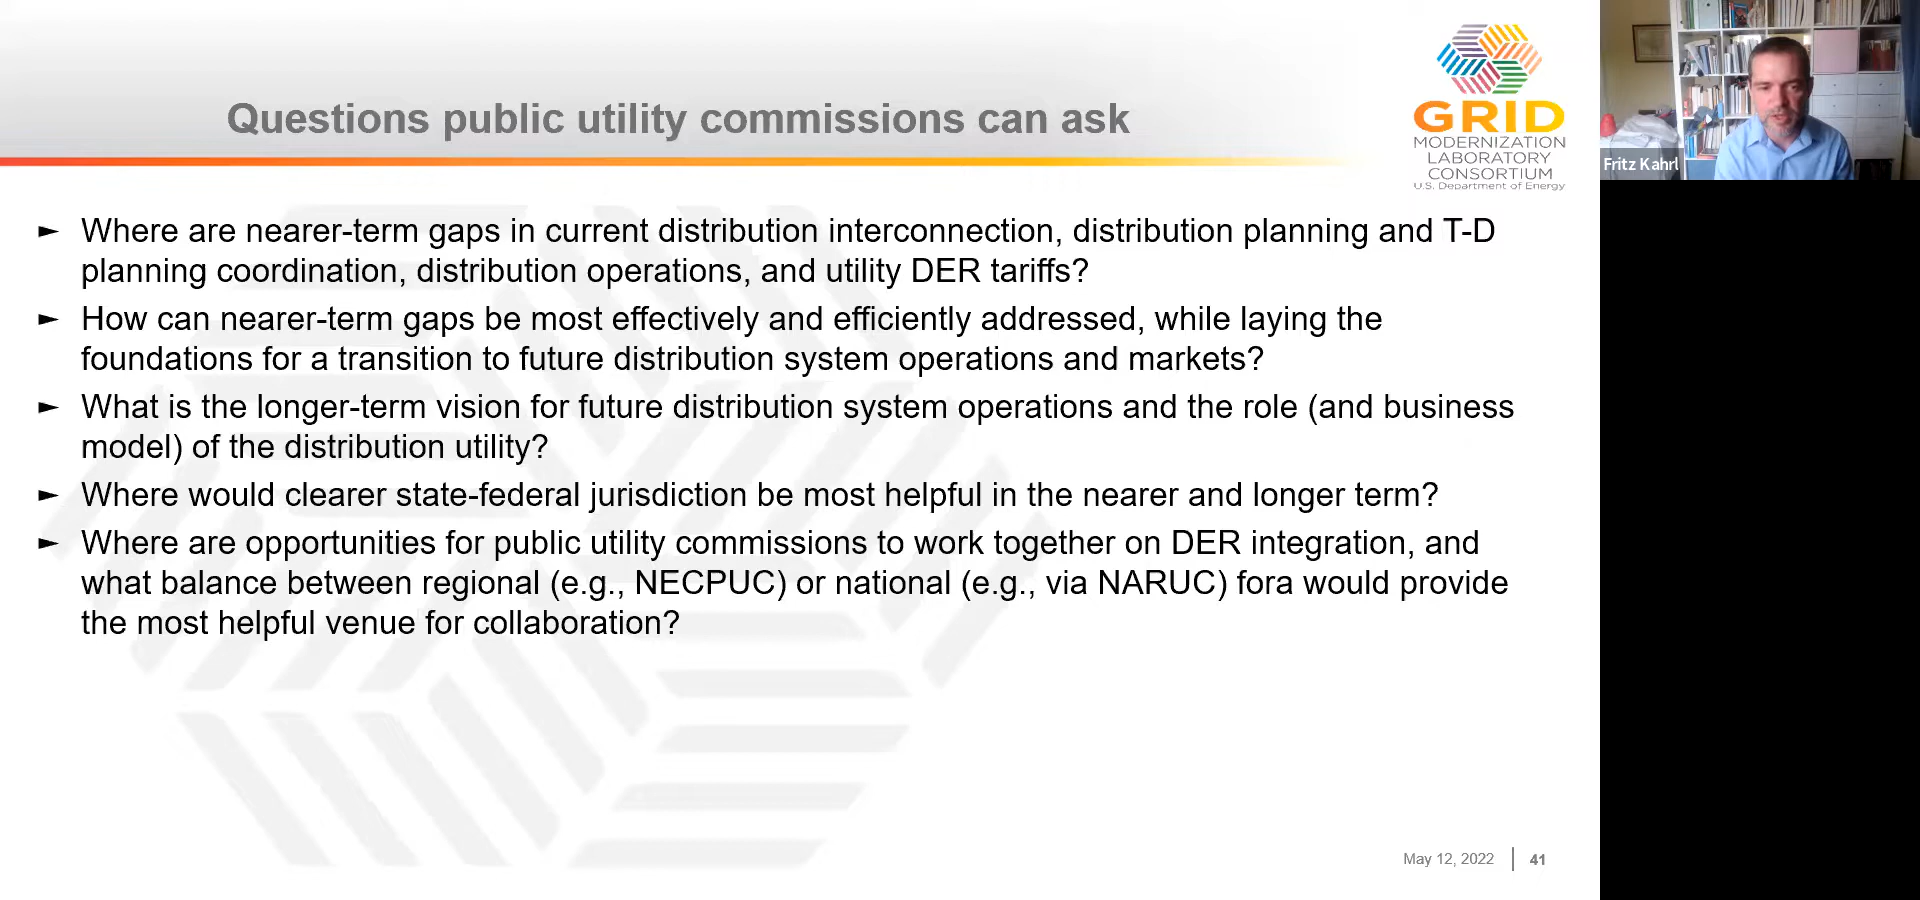 Questions public utility commissions can ask
GRID
MODERNIZATION
LABORATORY
CONSORTIUM
U.S. Department of Energy
Fritz Kahrl
► Where are nearer-term gaps in current distribution interconnection, distribution planning and T-D
planning coordination, distribution operations, and utility DER tariffs?
► How can nearer-term gaps be most effectively and efficiently addressed, while laying the
foundations for a transition to future distribution system operations and markets?
► What is the longer-term vision for future distribution system operations and the role (and business
model) of the distribution utility?
► Where would clearer state-federal jurisdiction be most helpful in the nearer and longer term?
► Where are opportunities for public utility commissions to work together on DER integration, and
what balance between regional (e.g., NECPUC) or national (e.g., via NARUC) fora would provide
the most helpful venue for collaboration?
May 12, 2022 | 41